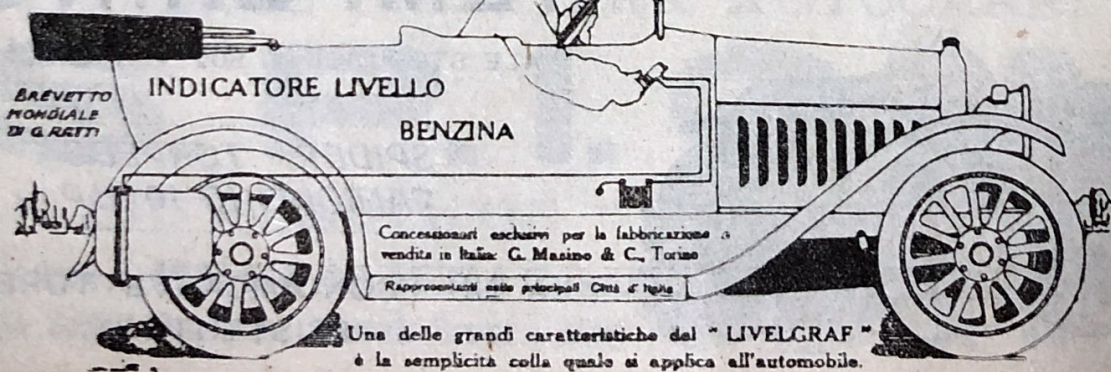 INDICATORE LIVELLO
BENZINA
BREVETTO
MONDIALE
DI G. RATTI
Concessionari esclusivi per la fabbricazione e
vendita in Italia: G. Masino & C., Torino
Rappresentanti nelle principali Città d'Italia
Una delle grandi caratteristiche del "LIVELGRAF"
è la semplicità colla quale si applica all'automobile.